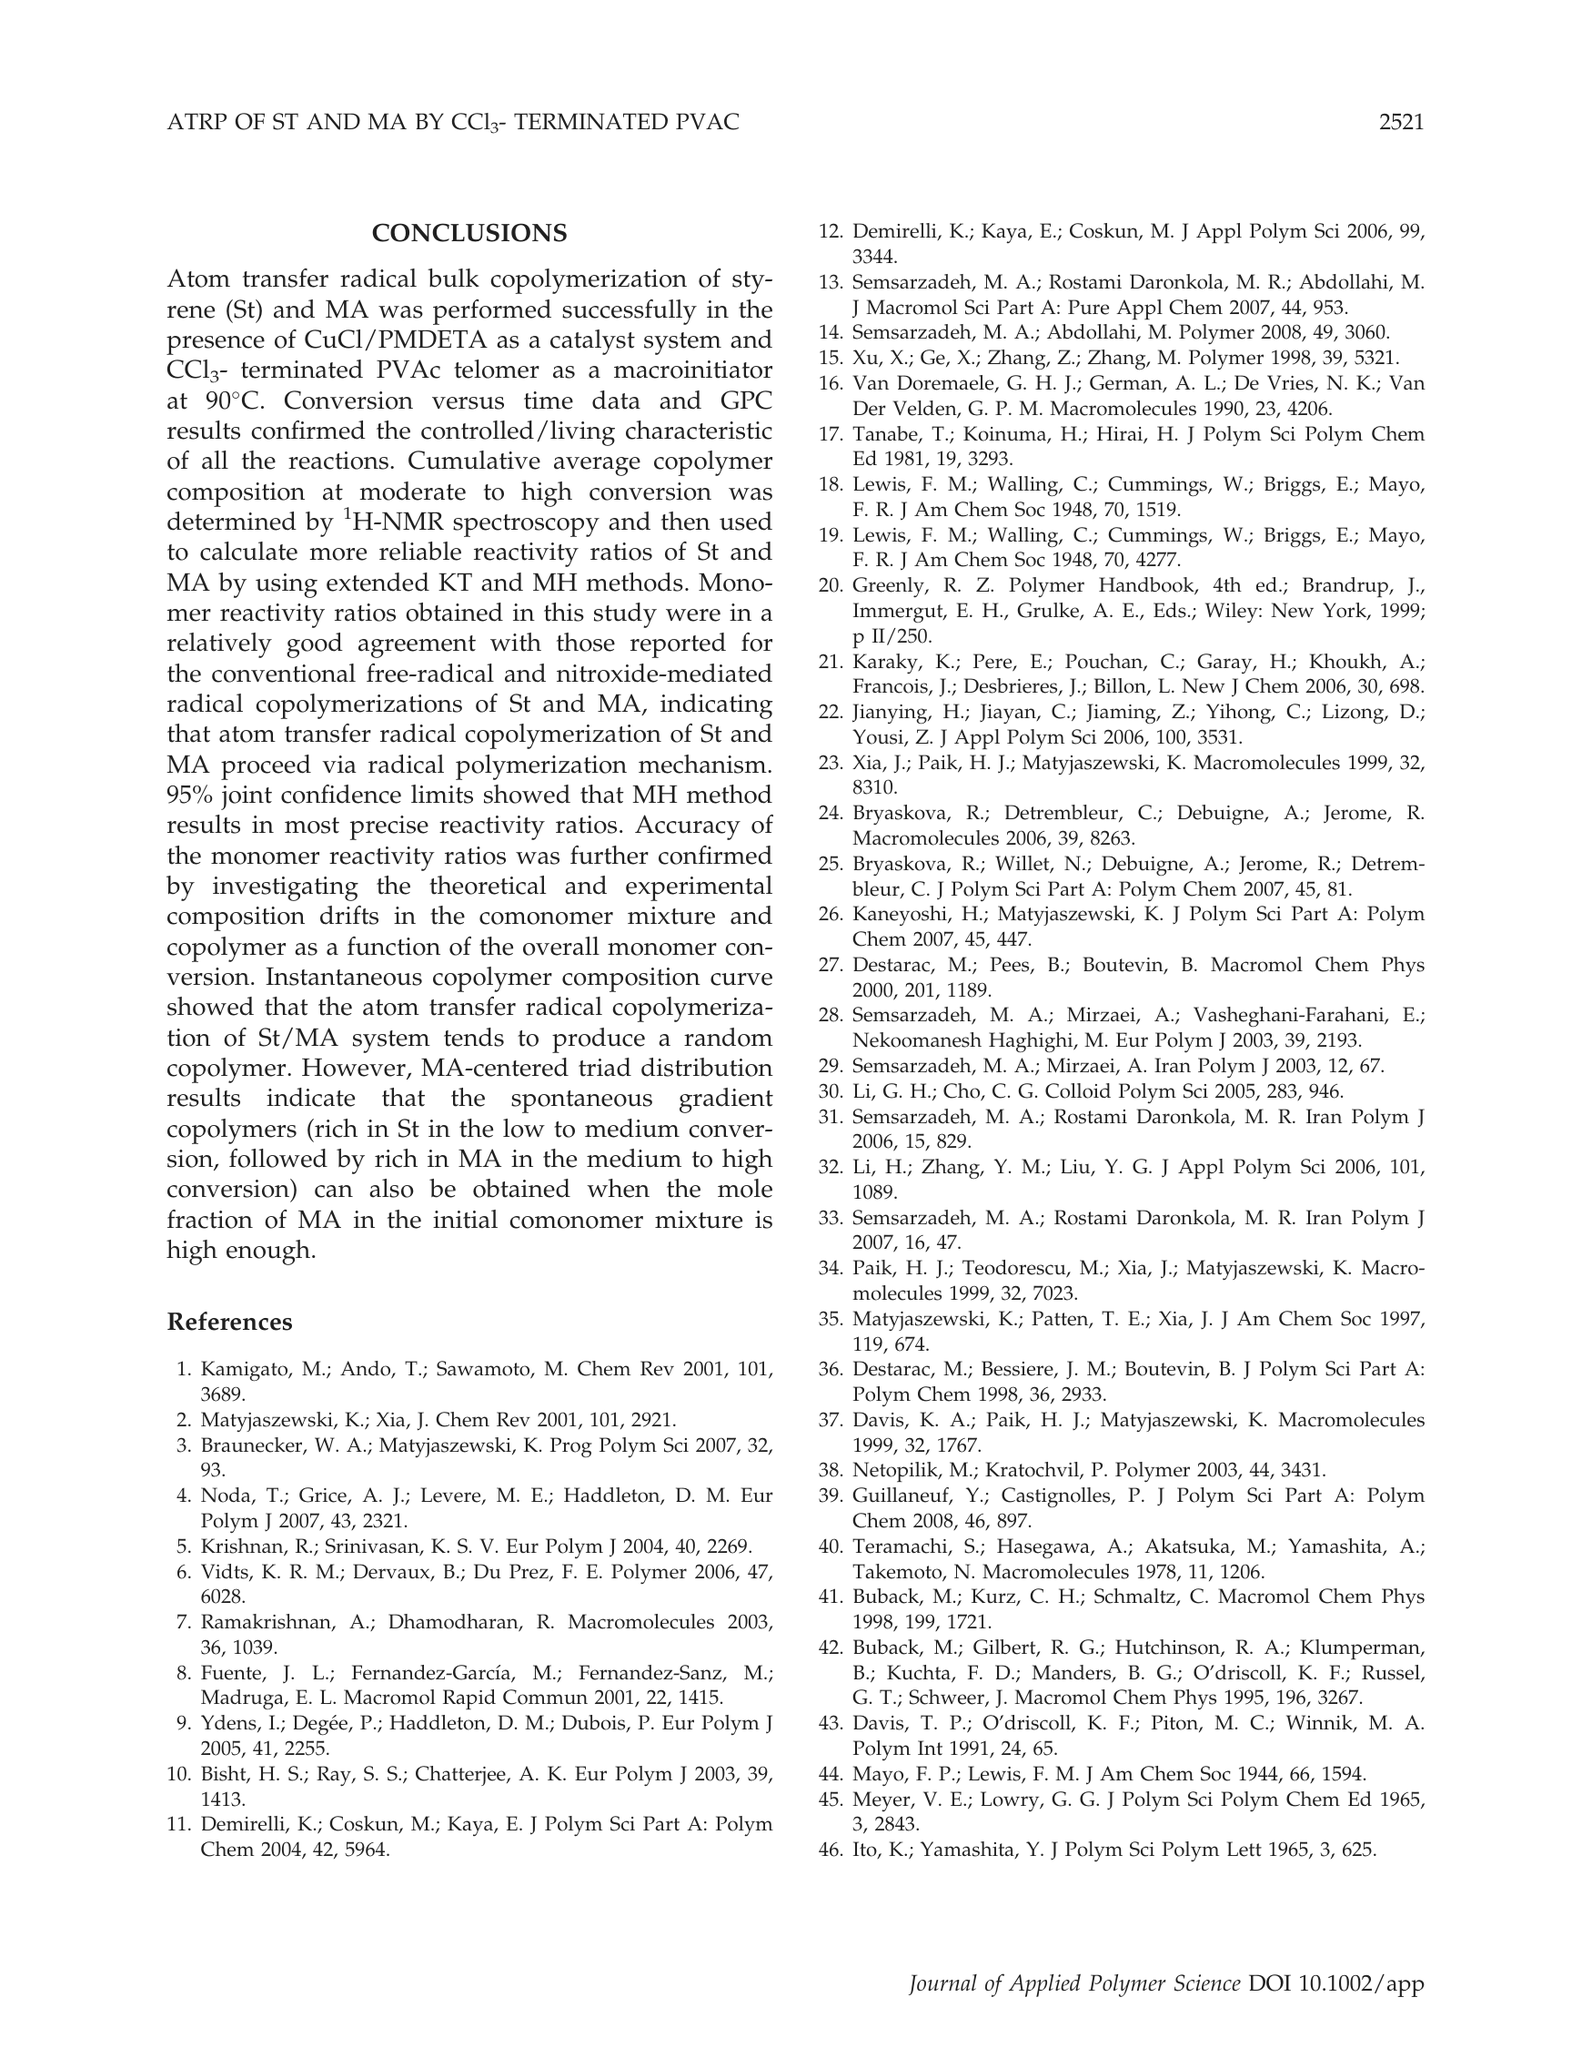 ATRP OF ST AND MA BY CCl3- TERMINATED PVAC 2521
CONCLUSIONS
Atom transfer radical bulk copolymerization of sty-
rene (St) and MA was performed successfully in the
presence of CuCl/PMDETA as a catalyst system and
CCl3- terminated PVAc telomer as a macroinitiator
at 90°C. Conversion versus time data and GPC
results confirmed the controlled/living characteristic
of all the reactions. Cumulative average copolymer
composition at moderate to high conversion was
determined by 1H-NMR spectroscopy and then used
to calculate more reliable reactivity ratios of St and
MA by using extended KT and MH methods. Mono-
mer reactivity ratios obtained in this study were in a
relatively good agreement with those reported for
the conventional free-radical and nitroxide-mediated
radical copolymerizations of St and MA, indicating
that atom transfer radical copolymerization of St and
MA proceed via radical polymerization mechanism.
95% joint confidence limits showed that MH method
results in most precise reactivity ratios. Accuracy of
the monomer reactivity ratios was further confirmed
by investigating the theoretical and experimental
composition drifts in the comonomer mixture and
copolymer as a function of the overall monomer con-
version. Instantaneous copolymer composition curve
showed that the atom transfer radical copolymeriza-
tion of St/MA system tends to produce a random
copolymer. However, MA-centered triad distribution
results indicate that the spontaneous gradient
copolymers (rich in St in the low to medium conver-
sion, followed by rich in MA in the medium to high
conversion) can also be obtained when the mole
fraction of MA in the initial comonomer mixture is
high enough.
References
1. Kamigato, M.; Ando, T.; Sawamoto, M. Chem Rev 2001, 101,
3689.
2. Matyjaszewski, K.; Xia, J. Chem Rev 2001, 101, 2921.
3. Braunecker, W. A.; Matyjaszewski, K. Prog Polym Sci 2007, 32,
93.
4. Noda, T.; Grice, A. J.; Levere, M. E.; Haddleton, D. M. Eur
Polym J 2007, 43, 2321.
5. Krishnan, R.; Srinivasan, K. S. V. Eur Polym J 2004, 40, 2269.
6. Vidts, K. R. M.; Dervaux, B.; Du Prez, F. E. Polymer 2006, 47,
6028.
7. Ramakrishnan, A.; Dhamodharan, R. Macromolecules 2003,
36, 1039.
8. Fuente, J. L.; Fernandez-García, M.; Fernandez-Sanz, M.;
Madruga, E. L. Macromol Rapid Commun 2001, 22, 1415.
9. Ydens, I.; Degée, P.; Haddleton, D. M.; Dubois, P. Eur Polym J
2005, 41, 2255.
10. Bisht, H. S.; Ray, S. S.; Chatterjee, A. K. Eur Polym J 2003, 39,
1413.
11. Demirelli, K.; Coskun, M.; Kaya, E. J Polym Sci Part A: Polym
Chem 2004, 42, 5964.
12. Demirelli, K.; Kaya, E.; Coskun, M. J Appl Polym Sci 2006, 99,
3344.
13. Semsarzadeh, M. A.; Rostami Daronkola, M. R.; Abdollahi, M.
J Macromol Sci Part A: Pure Appl Chem 2007, 44, 953.
14. Semsarzadeh, M. A.; Abdollahi, M. Polymer 2008, 49, 3060.
15. Xu, X.; Ge, X.; Zhang, Z.; Zhang, M. Polymer 1998, 39, 5321.
16. Van Doremaele, G. H. J.; German, A. L.; De Vries, N. K.; Van
Der Velden, G. P. M. Macromolecules 1990, 23, 4206.
17. Tanabe, T.; Koinuma, H.; Hirai, H. J Polym Sci Polym Chem
Ed 1981, 19, 3293.
18. Lewis, F. M.; Walling, C.; Cummings, W.; Briggs, E.; Mayo,
F. R. J Am Chem Soc 1948, 70, 1519.
19. Lewis, F. M.; Walling, C.; Cummings, W.; Briggs, E.; Mayo,
F. R. J Am Chem Soc 1948, 70, 4277.
20. Greenly, R. Z. Polymer Handbook, 4th ed.; Brandrup, J.,
Immergut, E. H., Grulke, A. E., Eds.; Wiley: New York, 1999;
p II/250.
21. Karaky, K.; Pere, E.; Pouchan, C.; Garay, H.; Khoukh, A.;
Francois, J.; Desbrieres, J.; Billon, L. New J Chem 2006, 30, 698.
22. Jianying, H.; Jiayan, C.; Jiaming, Z.; Yihong, C.; Lizong, D.;
Yousi, Z. J Appl Polym Sci 2006, 100, 3531.
23. Xia, J.; Paik, H. J.; Matyjaszewski, K. Macromolecules 1999, 32,
8310.
24. Bryaskova, R.; Detrembleur, C.; Debuigne, A.; Jerome, R.
Macromolecules 2006, 39, 8263.
25. Bryaskova, R.; Willet, N.; Debuigne, A.; Jerome, R.; Detrem-
bleur, C. J Polym Sci Part A: Polym Chem 2007, 45, 81.
26. Kaneyoshi, H.; Matyjaszewski, K. J Polym Sci Part A: Polym
Chem 2007, 45, 447.
27. Destarac, M.; Pees, B.; Boutevin, B. Macromol Chem Phys
2000, 201, 1189.
28. Semsarzadeh, M. A.; Mirzaei, A.; Vasheghani-Farahani, E.;
Nekoomanesh Haghighi, M. Eur Polym J 2003, 39, 2193.
29. Semsarzadeh, M. A.; Mirzaei, A. Iran Polym J 2003, 12, 67.
30. Li, G. H.; Cho, C. G. Colloid Polym Sci 2005, 283, 946.
31. Semsarzadeh, M. A.; Rostami Daronkola, M. R. Iran Polym J
2006, 15, 829.
32. Li, H.; Zhang, Y. M.; Liu, Y. G. J Appl Polym Sci 2006, 101,
1089.
33. Semsarzadeh, M. A.; Rostami Daronkola, M. R. Iran Polym J
2007, 16, 47.
34. Paik, H. J.; Teodorescu, M.; Xia, J.; Matyjaszewski, K. Macro-
molecules 1999, 32, 7023.
35. Matyjaszewski, K.; Patten, T. E.; Xia, J. J Am Chem Soc 1997,
119, 674.
36. Destarac, M.; Bessiere, J. M.; Boutevin, B. J Polym Sci Part A:
Polym Chem 1998, 36, 2933.
37. Davis, K. A.; Paik, H. J.; Matyjaszewski, K. Macromolecules
1999, 32, 1767.
38. Netopilik, M.; Kratochvil, P. Polymer 2003, 44, 3431.
39. Guillaneuf, Y.; Castignolles, P. J Polym Sci Part A: Polym
Chem 2008, 46, 897.
40. Teramachi, S.; Hasegawa, A.; Akatsuka, M.; Yamashita, A.;
Takemoto, N. Macromolecules 1978, 11, 1206.
41. Buback, M.; Kurz, C. H.; Schmaltz, C. Macromol Chem Phys
1998, 199, 1721.
42. Buback, M.; Gilbert, R. G.; Hutchinson, R. A.; Klumperman,
B.; Kuchta, F. D.; Manders, B. G.; O'driscoll, K. F.; Russel,
G. T.; Schweer, J. Macromol Chem Phys 1995, 196, 3267.
43. Davis, T. P.; O'driscoll, K. F.; Piton, M. C.; Winnik, M. A.
Polym Int 1991, 24, 65.
44. Mayo, F. P.; Lewis, F. M. J Am Chem Soc 1944, 66, 1594.
45. Meyer, V. E.; Lowry, G. G. J Polym Sci Polym Chem Ed 1965,
3, 2843.
46. Ito, K.; Yamashita, Y. J Polym Sci Polym Lett 1965, 3, 625.
Journal of Applied Polymer Science DOI 10.1002/app